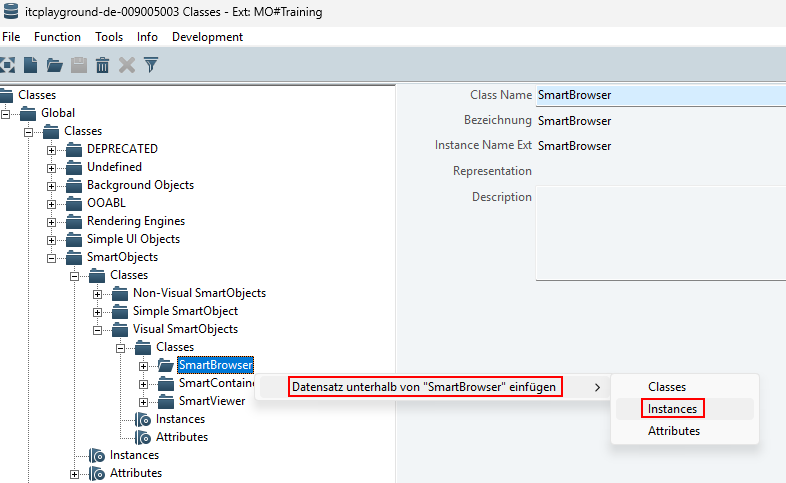 itcplayground-de-009005003 Classes - Ext: MO#Training
File Function Tools Info Development
Classes
Global
Classes
DEPRECATED
Undefined
Background Objects
OOABL
Rendering Engines
Simple UI Objects
SmartObjects
Classes
Non-Visual SmartObjects
Simple SmartObject
Visual SmartObjects
Classes
SmartBrowser
SmartContaine
SmartViewer
Instances
Attributes
Instances
Attributes
Class Name SmartBrowser
Bezeichnung SmartBrowser
Instance Name Ext SmartBrowser
Representation
Description
Datensatz unterhalb von "SmartBrowser" einfügen
Classes
Instances
Attributes